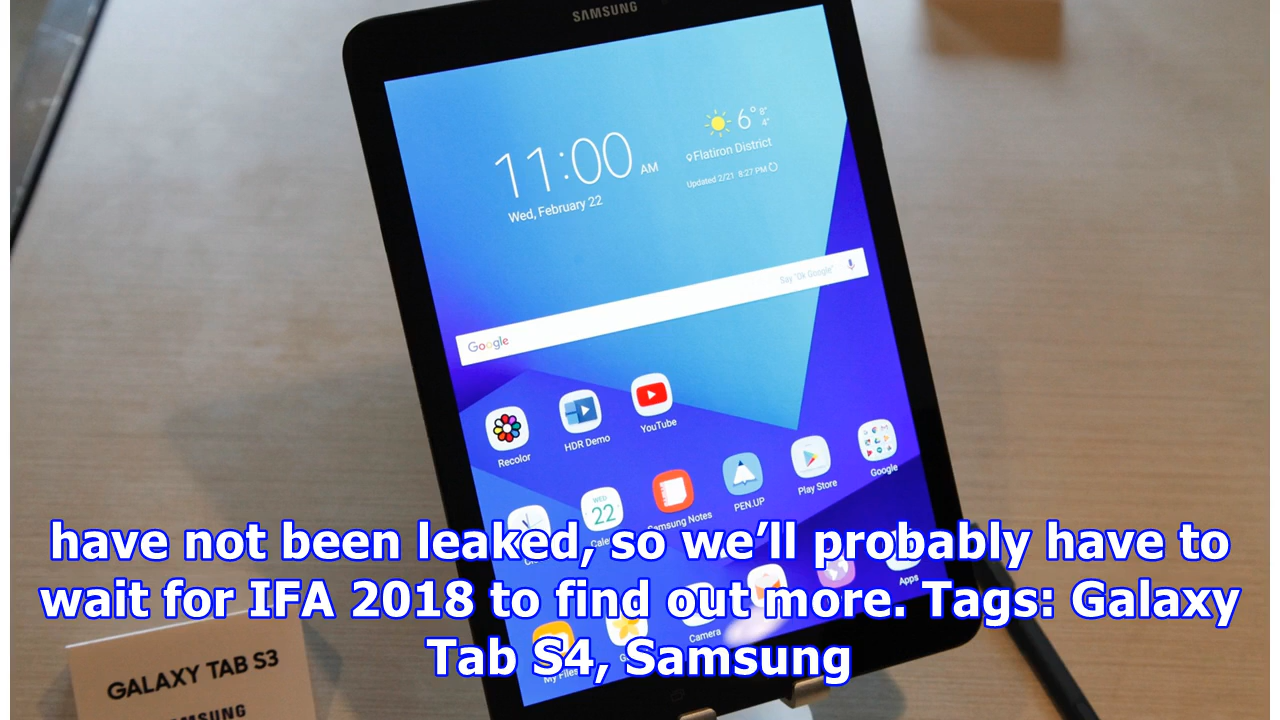 SAMSUNG
11:00 AM
Wed, February 22
6° 8° 4°
Flatiron District
Updated 2/21 8:27 PM
Google
Say "Ok Google"
Recolor
HDR Demo
YouTube
WED
22
Samsung Notes
PEN.UP
Play Store
Google
Camera
Apps
My Files
have not been leaked, so we’ll probably have to
wait for IFA 2018 to find out more. Tags: Galaxy
Tab S4, Samsung
GALAXY TAB S3
SAMSUNG